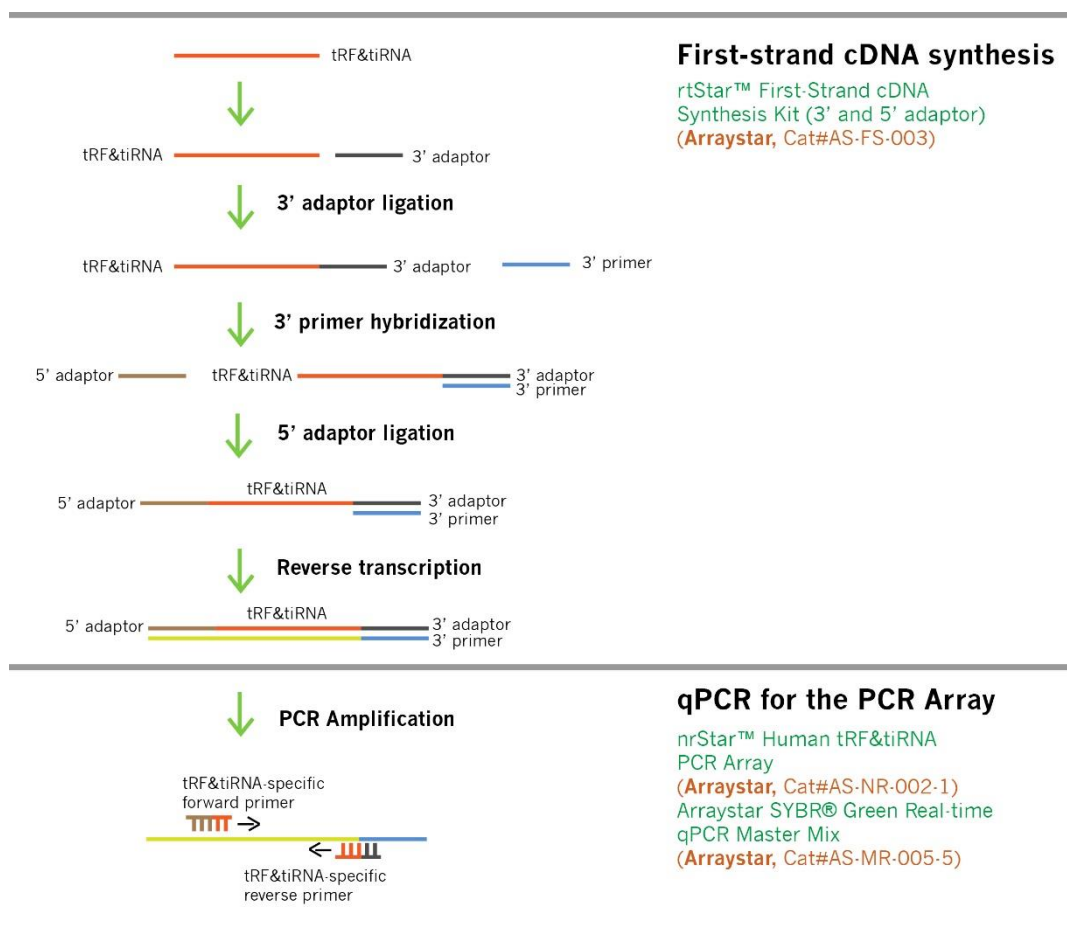 tRF&tiRNA
First-strand cDNA synthesis
rtStar™ First-Strand cDNA
Synthesis Kit (3’ and 5’ adaptor)
(Arraystar, Cat#AS-FS-003)
tRF&tiRNA
3’ adaptor
3’ adaptor ligation
tRF&tiRNA
3’ adaptor
3’ primer
3’ primer hybridization
5’ adaptor
tRF&tiRNA
3’ adaptor
3’ primer
5’ adaptor ligation
tRF&tiRNA
5’ adaptor
3’ adaptor
3’ primer
Reverse transcription
tRF&tiRNA
5’ adaptor
3’ adaptor
3’ primer
PCR Amplification
qPCR for the PCR Array
nrStar™ Human tRF&tiRNA
PCR Array
(Arraystar, Cat#AS-NR-002-1)
Arraystar SYBR® Green Real-time
qPCR Master Mix
(Arraystar, Cat#AS-MR-005-5)
tRF&tiRNA-specific
forward primer
tRF&tiRNA-specific
reverse primer